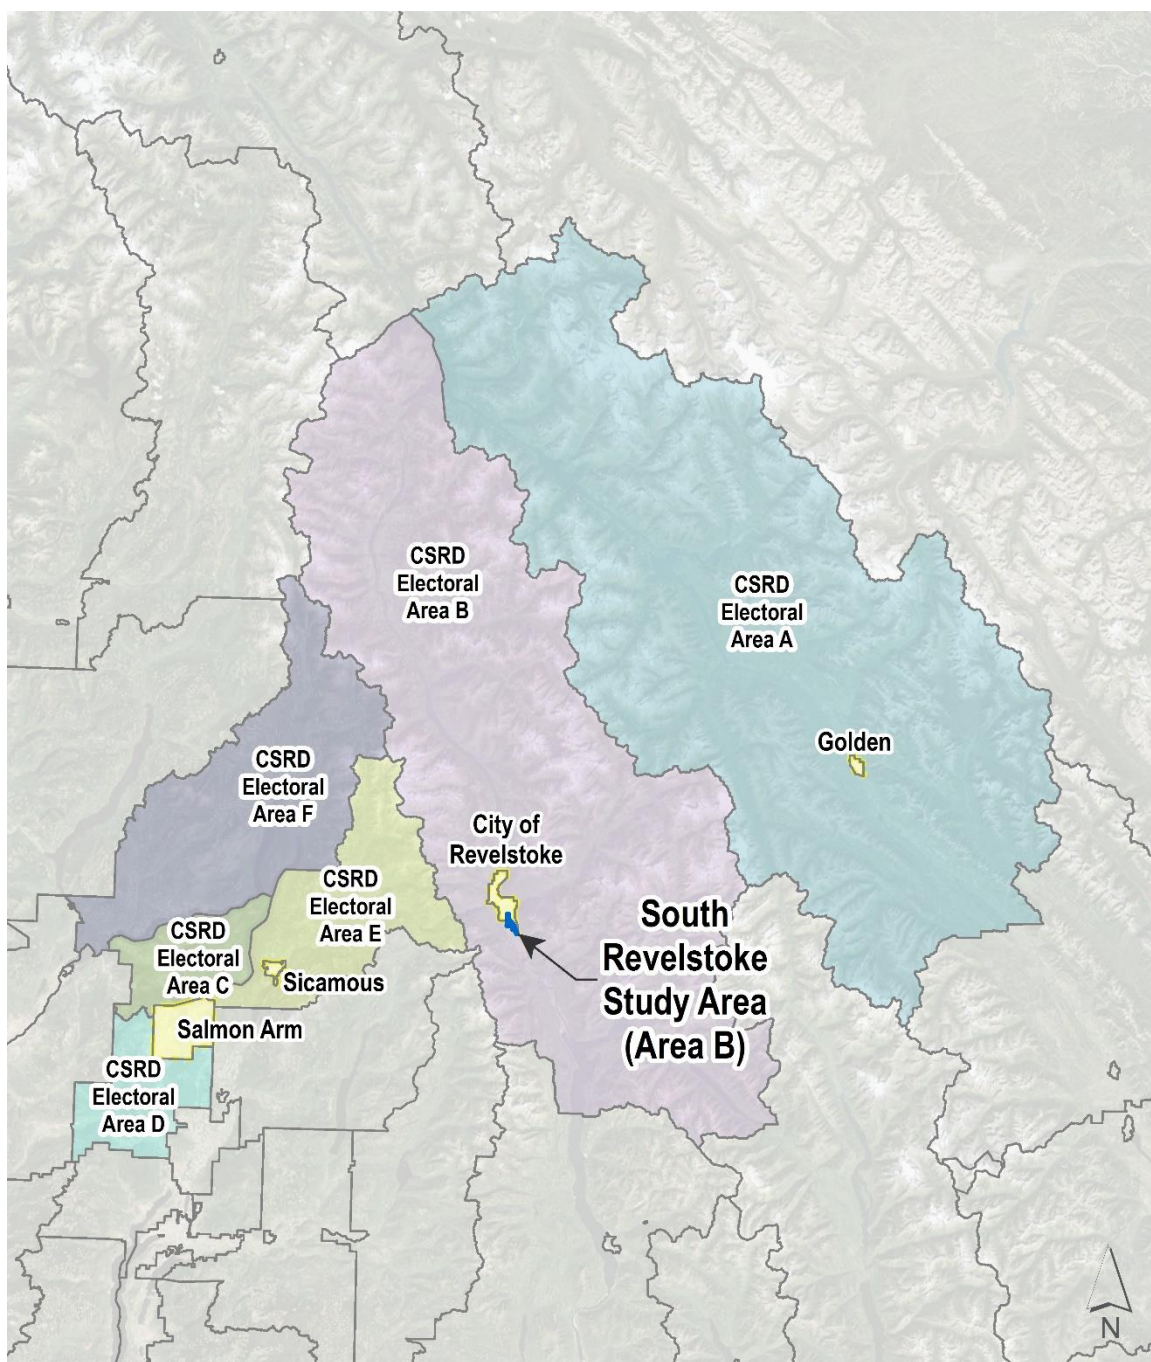 CSRD
Electoral
Area B
CSRD
Electoral
Area A
Golden
CSRD
Electoral
Area F
City of
Revelstoke
CSRD
Electoral
Area E
South
Revelstoke
Study Area
(Area B)
CSRD
Electoral
Area C
Sicamous
Salmon Arm
CSRD
Electoral
Area D
N